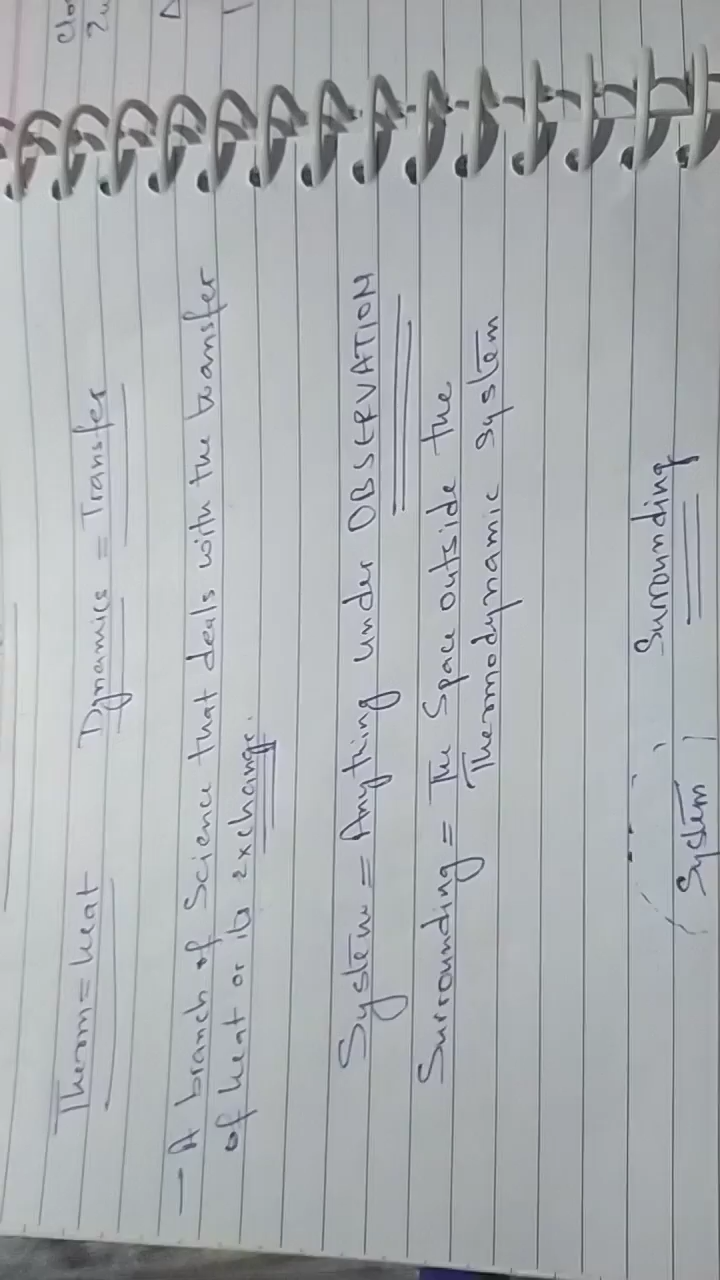 Therm = heat Dynamics = Transfer
- A branch of Science that deals with the transfer
of heat or its exchange.
System = Anything under OBSERVATION
Surrounding = The Space outside the
Thermodynamic system
Surrounding
System